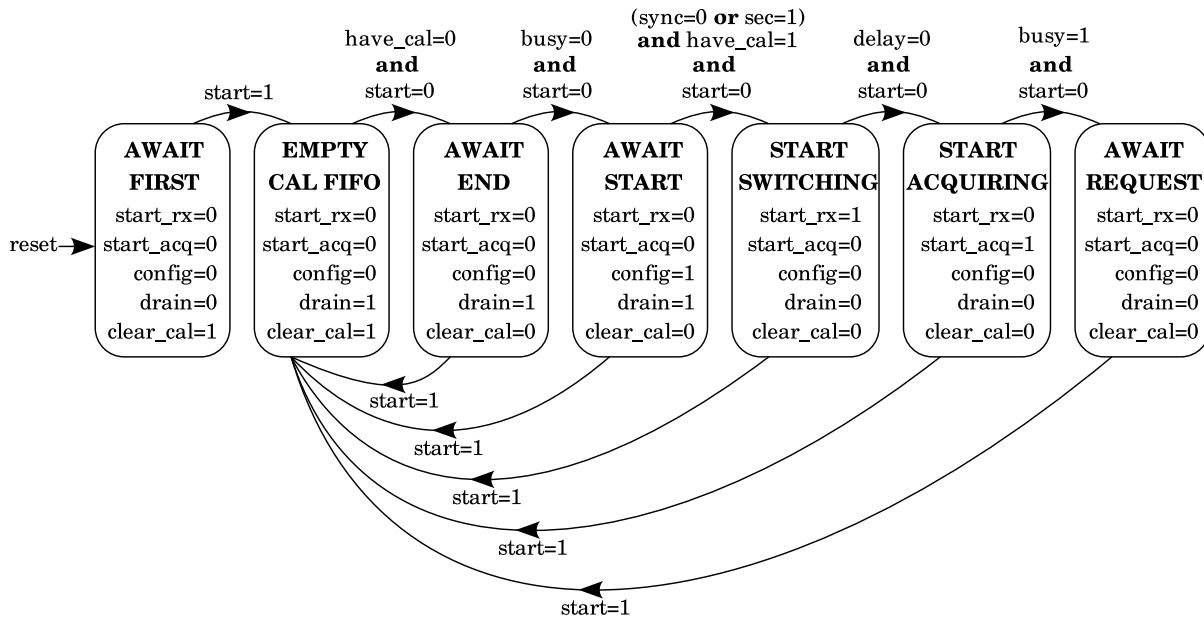 (sync=0 or sec=1)
have_cal=0 busy=0 and have_cal=1 delay=0 busy=1
and and and and and
start=1 start=0 start=0 start=0 start=0 start=0
AWAIT EMPTY AWAIT AWAIT START START AWAIT
FIRST CAL FIFO END START SWITCHING ACQUIRING REQUEST
start_rx=0 start_rx=0 start_rx=0 start_rx=0 start_rx=1 start_rx=0 start_rx=0
reset start_acq=0 start_acq=0 start_acq=0 start_acq=0 start_acq=0 start_acq=1 start_acq=0
config=0 config=0 config=0 config=1 config=0 config=0 config=0
drain=0 drain=1 drain=1 drain=1 drain=0 drain=0 drain=0
clear_cal=1 clear_cal=1 clear_cal=0 clear_cal=0 clear_cal=0 clear_cal=0 clear_cal=0
start=1
start=1
start=1
start=1
start=1